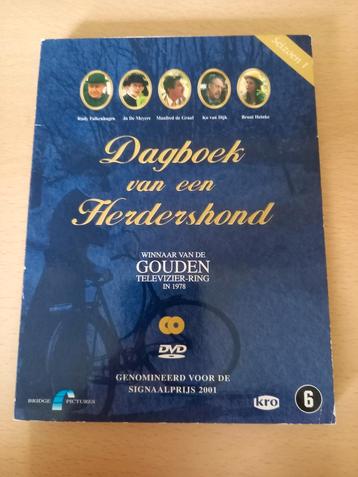 Seizoen 1
Rudy Falkenhagen
Jo De Meyere
Manfred de Graaf
Ko van Dijk
Bruni Heinke
Dagboek
van een
Herdershond
WINNAAR VAN DE
GOUDEN
TELEVIZIER-RING
IN 1978
DVD
VIDEO
GENOMINEERD VOOR DE
SIGNAALPRIJS 2001
BRIDGE PICTURES
kro
6